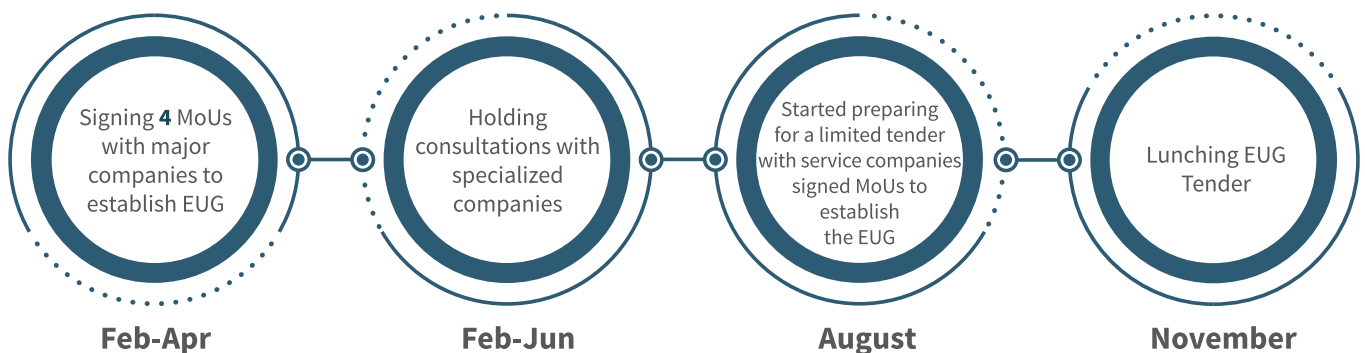 Signing 4 MoUs
with major
companies to
establish EUG
Feb-Apr
Holding
consultations with
specialized
companies
Feb-Jun
Started preparing
for a limited tender
with service companies
signed MoUs to
establish
the EUG
August
Lunching EUG
Tender
November